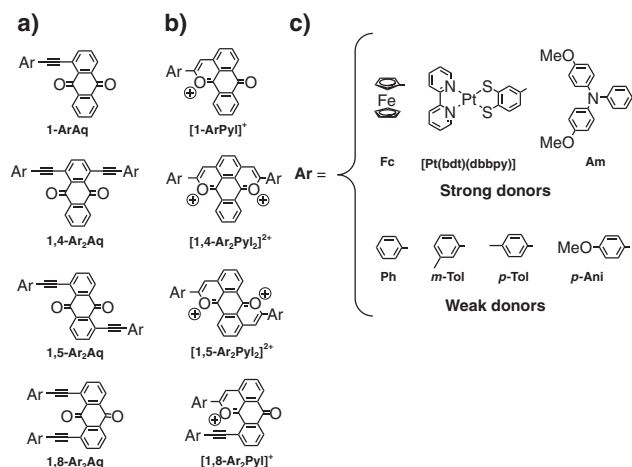 a)
b)
c)
Ar
O
O
1-ArAq
Ar
O
⊕
O
[1-ArPyl]⁺
Ar
Ar
O
O
1,4-Ar₂Aq
Ar
Ar
O
O
⊕
⊕
[1,4-Ar₂Pyl₂]²⁺
Ar
O
O
Ar
1,5-Ar₂Aq
Ar
O
⊕
⊕
O
Ar
[1,5-Ar₂Pyl₂]²⁺
Ar
O
O
Ar
1,8-Ar₂Aq
Ar
O
⊕
O
Ar
[1,8-Ar₂Pyl]⁺
Ar =
Fe
Fc
N
N
Pt
S
S
[Pt(bdt)(dbbpy)]
MeO
N
MeO
Am
Strong donors
Ph
m-Tol
p-Tol
MeO
p-Ani
Weak donors